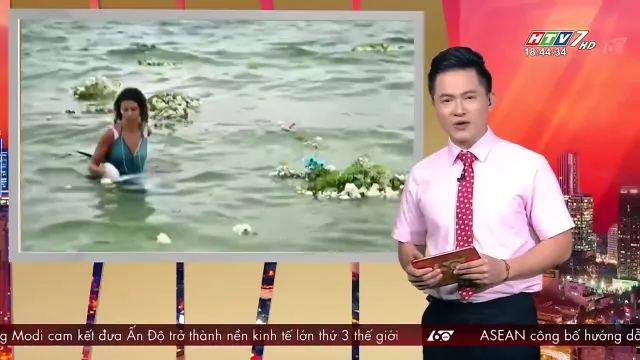 HTV7 HD
18:44:34
g Modi cam kết đưa Ấn Độ trở thành nền kinh tế lớn thứ 3 thế giới 60 ASEAN công bố hướng dẫ